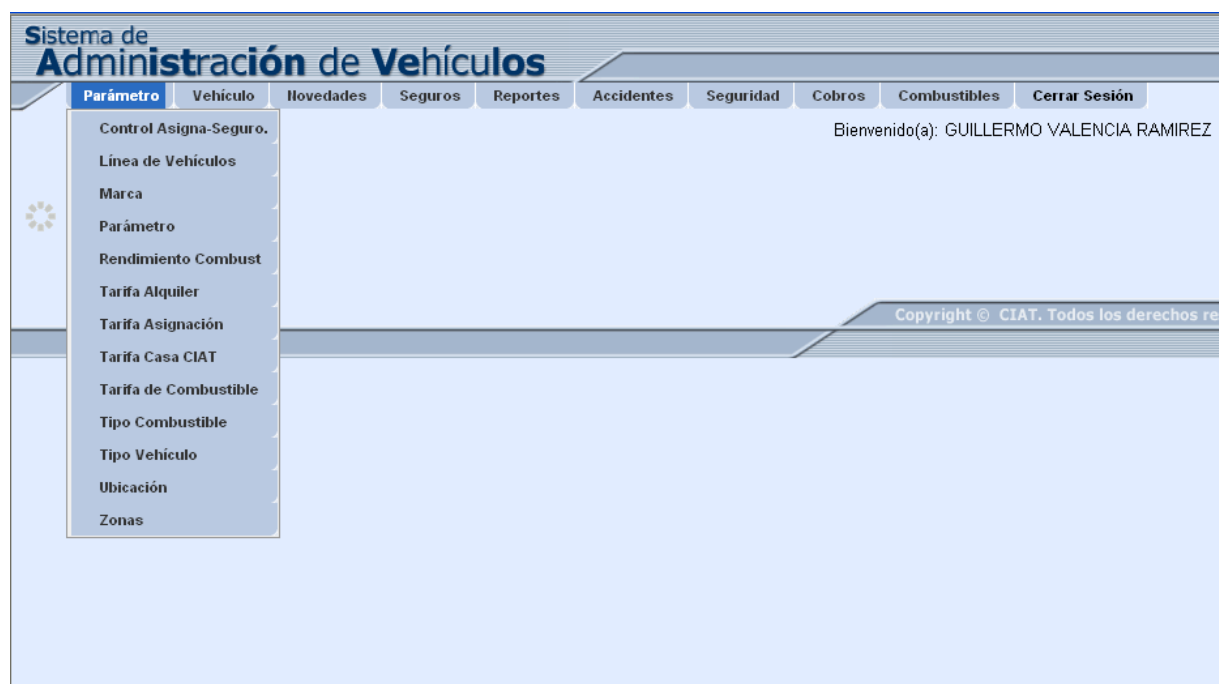 Sistema de
Administración de Vehículos
Parámetro Vehículo Novedades Seguros Reportes Accidentes Seguridad Cobros Combustibles Cerrar Sesión
Bienvenido(a): GUILLERMO VALENCIA RAMIREZ
Control Asigna-Seguro.
Línea de Vehículos
Marca
Parámetro
Rendimiento Combust
Tarifa Alquiler
Tarifa Asignación
Tarifa Casa CIAT
Tarifa de Combustible
Tipo Combustible
Tipo Vehículo
Ubicación
Zonas
Copyright © CIAT. Todos los derechos re